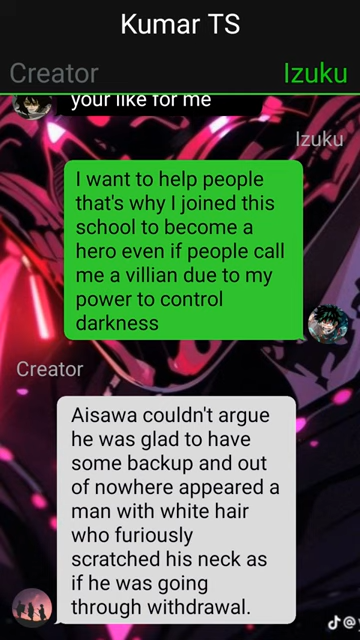 Kumar TS
Creator
Izuku
your like for me
Izuku
I want to help people
that's why I joined this
school to become a
hero even if people call
me a villian due to my
power to control
darkness
Creator
Aisawa couldn't argue
he was glad to have
some backup and out
of nowhere appeared a
man with white hair
who furiously
scratched his neck as
if he was going
through withdrawal.
@